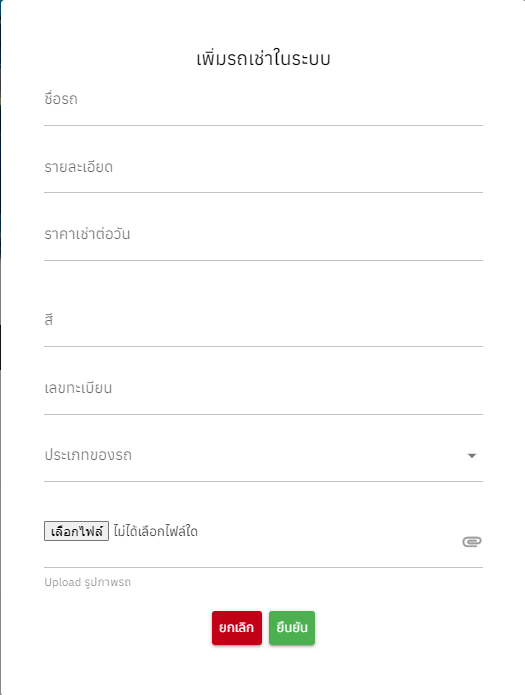 เพิ่มรถเช่าในระบบ
ชื่อรถ
รายละเอียด
ราคาเช่าต่อวัน
สี
เลขทะเบียน
ประเภทของรถ
เลือกไฟล์ ไม่ได้เลือกไฟล์ใด
Upload รูปภาพรถ
ยกเลิก ยืนยัน